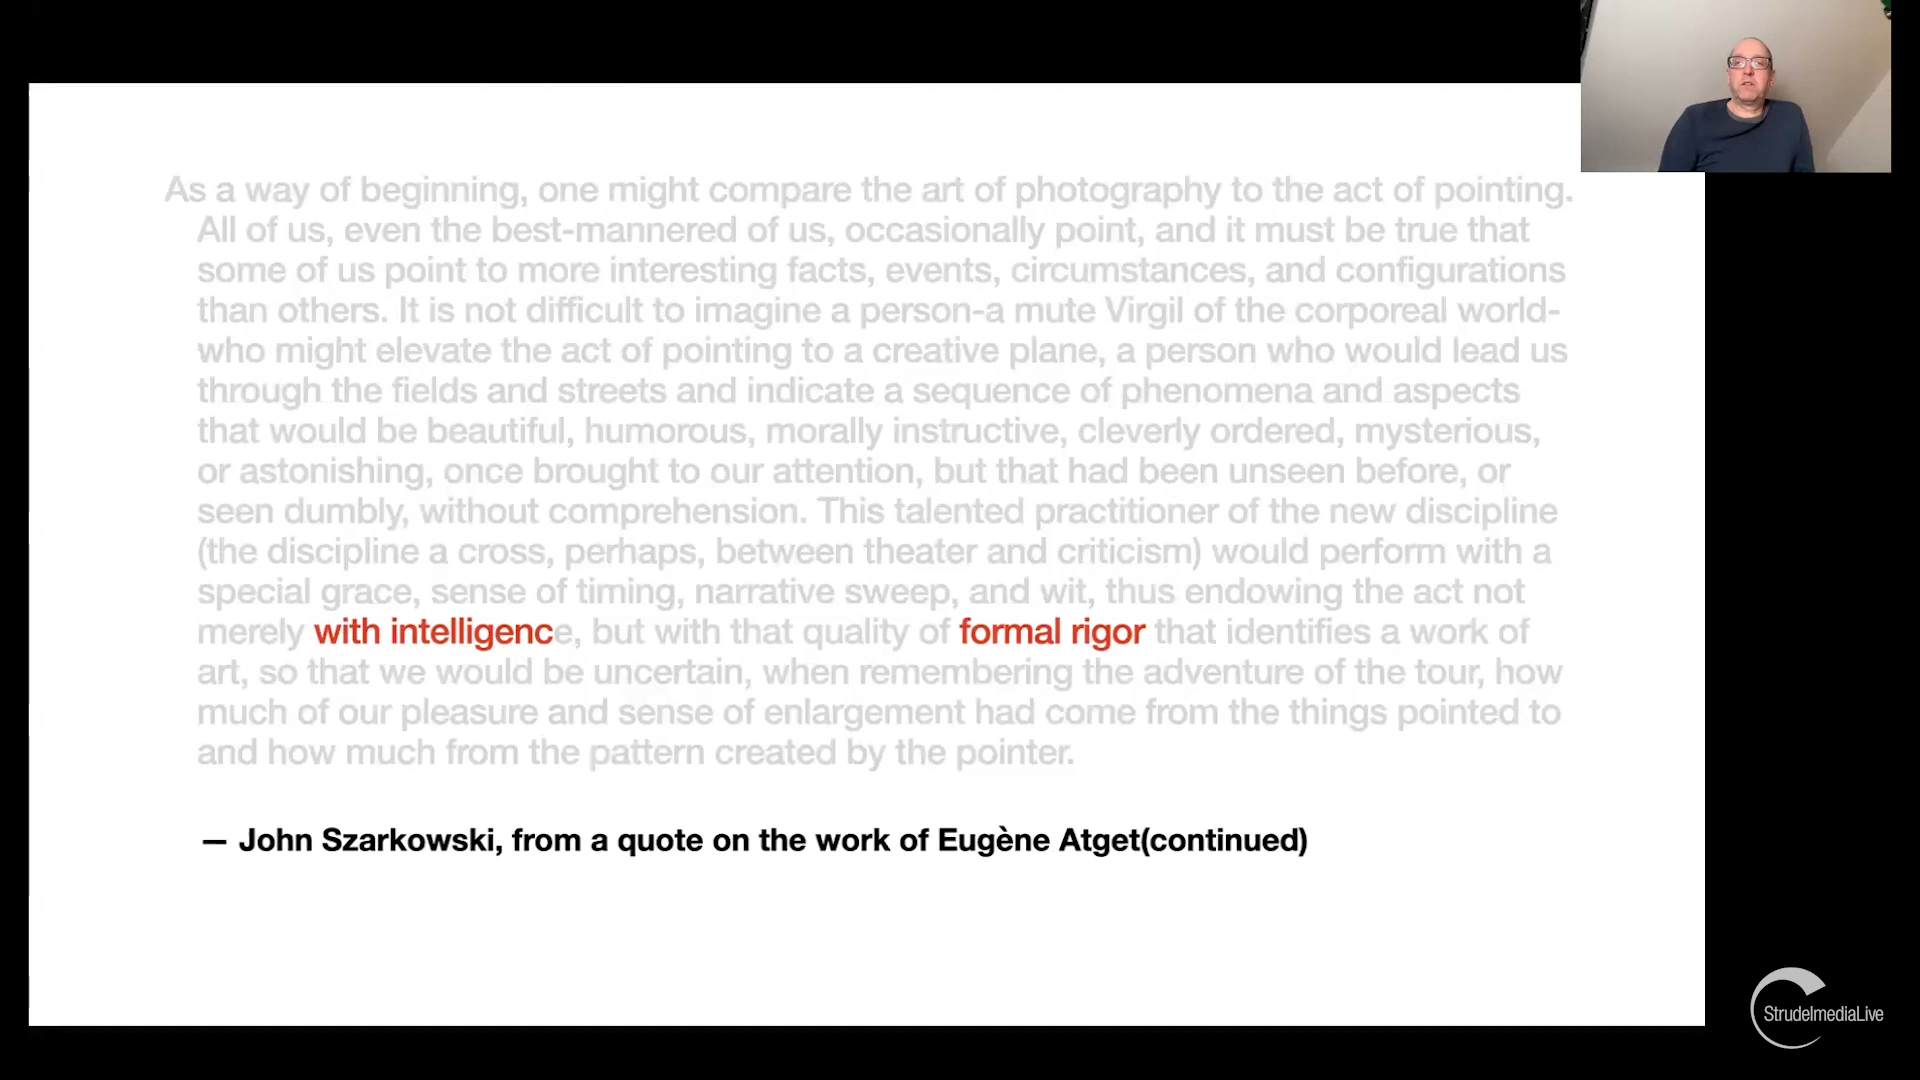 As a way of beginning, one might compare the art of photography to the act of pointing.
All of us, even the best-mannered of us, occasionally point, and it must be true that
some of us point to more interesting facts, events, circumstances, and configurations
than others. It is not difficult to imagine a person-a mute Virgil of the corporeal world-
who might elevate the act of pointing to a creative plane, a person who would lead us
through the fields and streets and indicate a sequence of phenomena and aspects
that would be beautiful, humorous, morally instructive, cleverly ordered, mysterious,
or astonishing, once brought to our attention, but that had been unseen before, or
seen dumbly, without comprehension. This talented practitioner of the new discipline
(the discipline a cross, perhaps, between theater and criticism) would perform with a
special grace, sense of timing, narrative sweep, and wit, thus endowing the act not
merely with intelligence, but with that quality of formal rigor that identifies a work of
art, so that we would be uncertain, when remembering the adventure of the tour, how
much of our pleasure and sense of enlargement had come from the things pointed to
and how much from the pattern created by the pointer.
— John Szarkowski, from a quote on the work of Eugène Atget(continued)
StrudelmediaLive